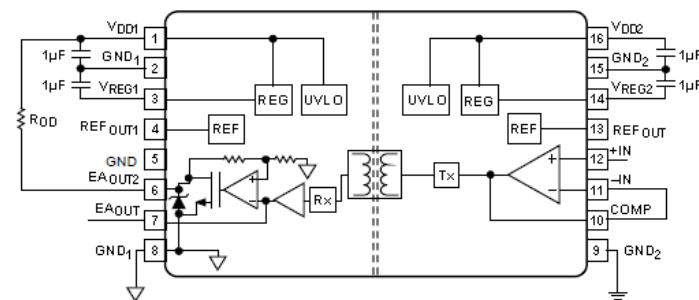 VDD1
1
16
VDD2
1µF
GND1
2
15
GND2
1µF
1µF
VREG1
3
REG
UVLO
UVLO
REG
14
VREG2
1µF
ROD
REFOUT1
4
REF
REF
13
REFOUT
GND
5
12
+IN
EAOUT2
6
Rx
Tx
11
−IN
EAOUT
7
10
COMP
GND1
8
9
GND2